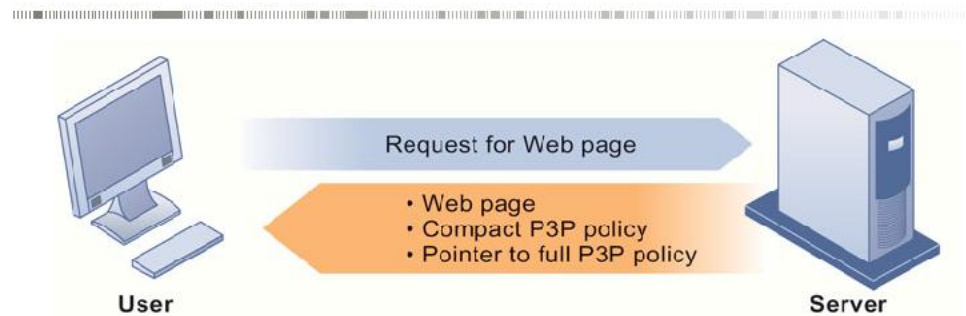 Request for Web page
• Web page
• Compact P3P policy
• Pointer to full P3P policy
User
Server